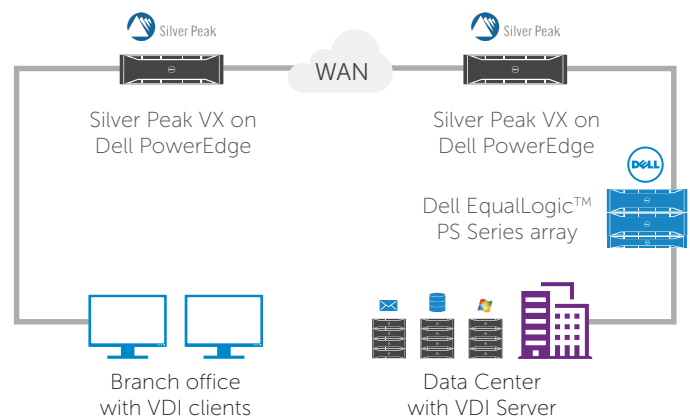 Silver Peak
Silver Peak
WAN
Silver Peak VX on
Dell PowerEdge
Silver Peak VX on
Dell PowerEdge
DELL
Dell EqualLogic™
PS Series array
Branch office
with VDI clients
Data Center
with VDI Server